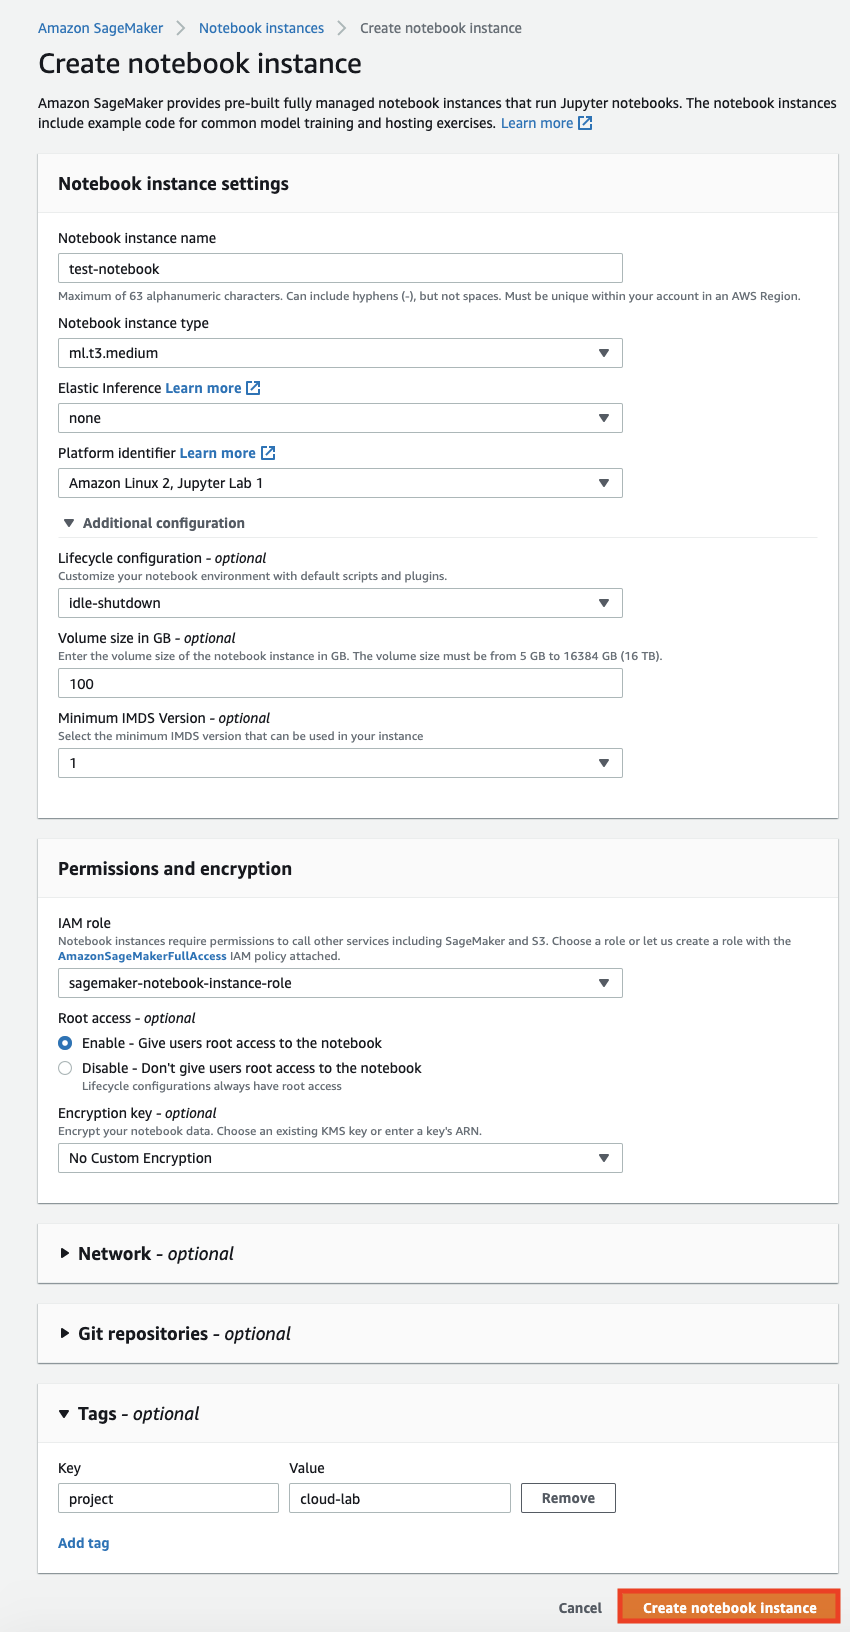 Amazon SageMaker > Notebook instances > Create notebook instance
Create notebook instance
Amazon SageMaker provides pre-built fully managed notebook instances that run Jupyter notebooks. The notebook instances
include example code for common model training and hosting exercises. Learn more
Notebook instance settings
Notebook instance name
test-notebook
Maximum of 63 alphanumeric characters. Can include hyphens (-), but not spaces. Must be unique within your account in an AWS Region.
Notebook instance type
ml.t3.medium
Elastic Inference Learn more
none
Platform identifier Learn more
Amazon Linux 2, Jupyter Lab 1
Additional configuration
Lifecycle configuration - optional
Customize your notebook environment with default scripts and plugins.
idle-shutdown
Volume size in GB - optional
Enter the volume size of the notebook instance in GB. The volume size must be from 5 GB to 16384 GB (16 TB).
100
Minimum IMDS Version - optional
Select the minimum IMDS version that can be used in your instance
1
Permissions and encryption
IAM role
Notebook instances require permissions to call other services including SageMaker and S3. Choose a role or let us create a role with the
AmazonSageMakerFullAccess IAM policy attached.
sagemaker-notebook-instance-role
Root access - optional
Enable - Give users root access to the notebook
Disable - Don't give users root access to the notebook
Lifecycle configurations always have root access
Encryption key - optional
Encrypt your notebook data. Choose an existing KMS key or enter a key's ARN.
No Custom Encryption
Network - optional
Git repositories - optional
Tags - optional
Key Value
project cloud-lab Remove
Add tag
Cancel Create notebook instance